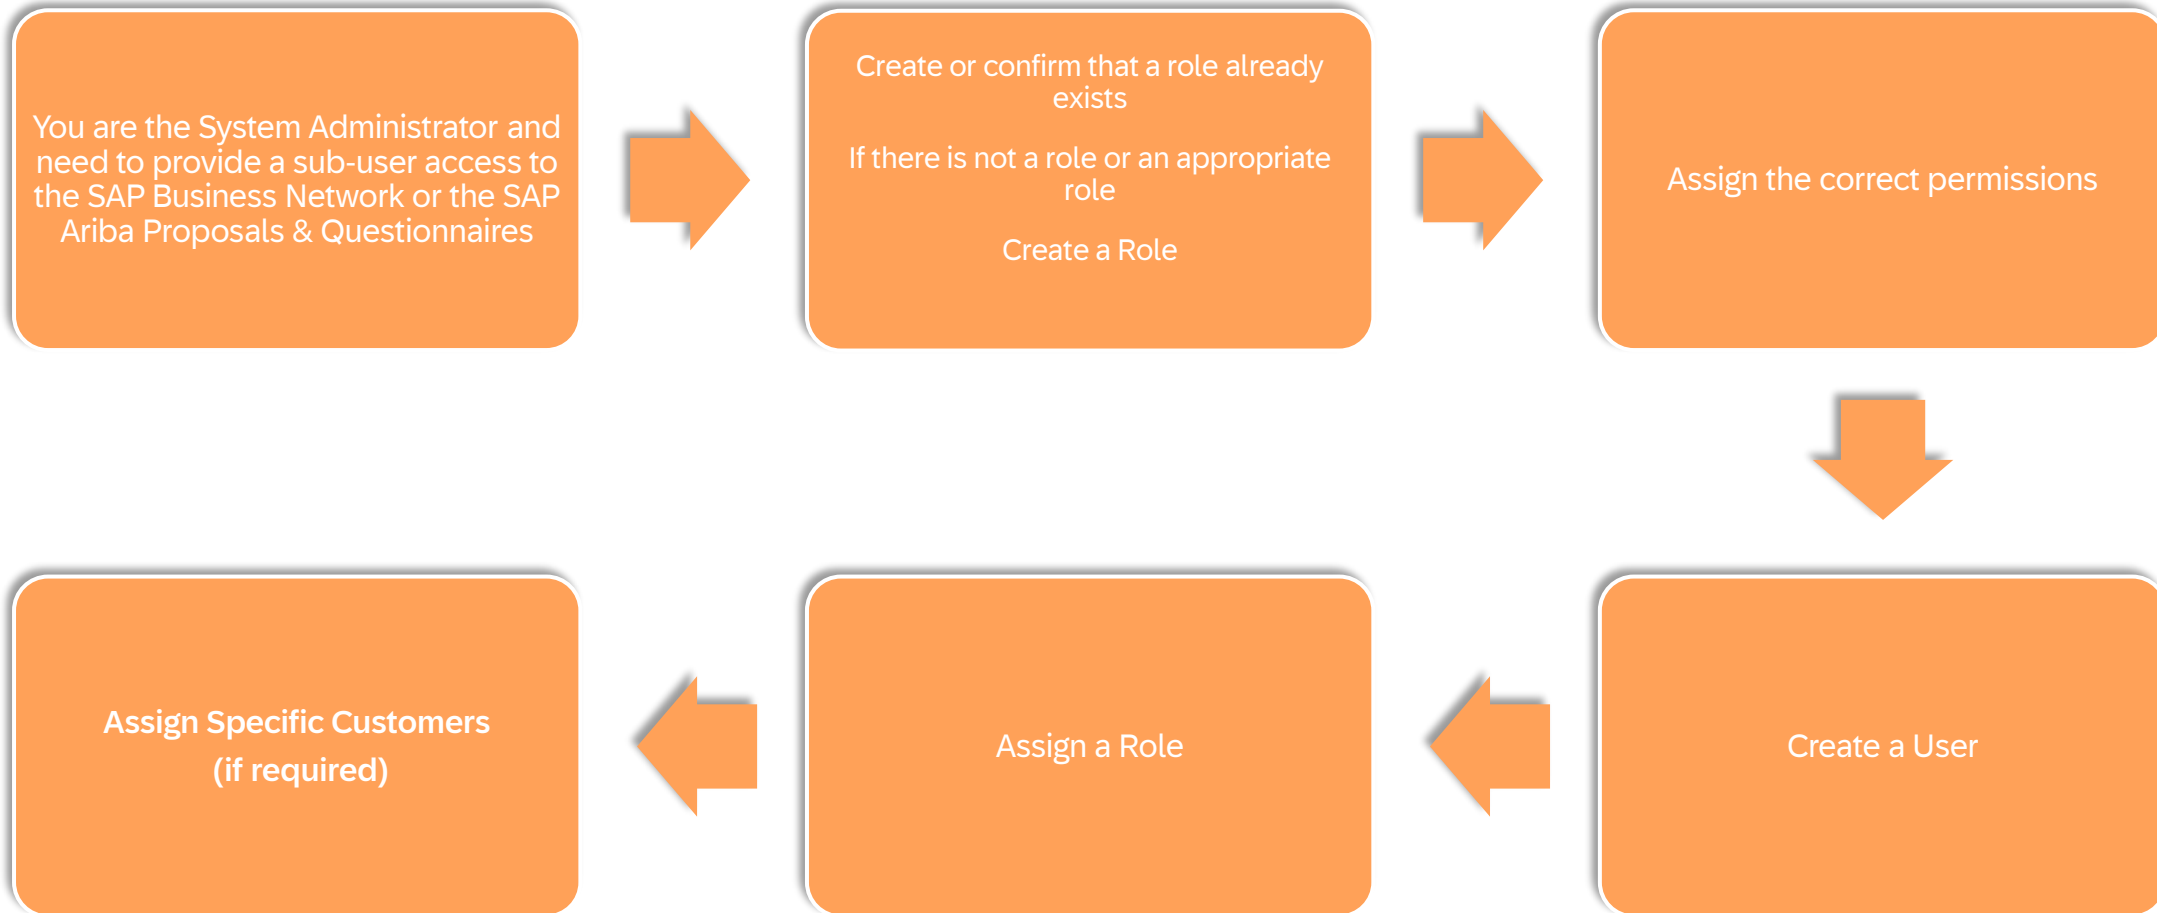 You are the System Administrator and
need to provide a sub-user access to
the SAP Business Network or the SAP
Ariba Proposals & Questionnaires
Create or confirm that a role already
exists
If there is not a role or an appropriate
role
Create a Role
Assign the correct permissions
Create a User
Assign a Role
Assign Specific Customers
(if required)